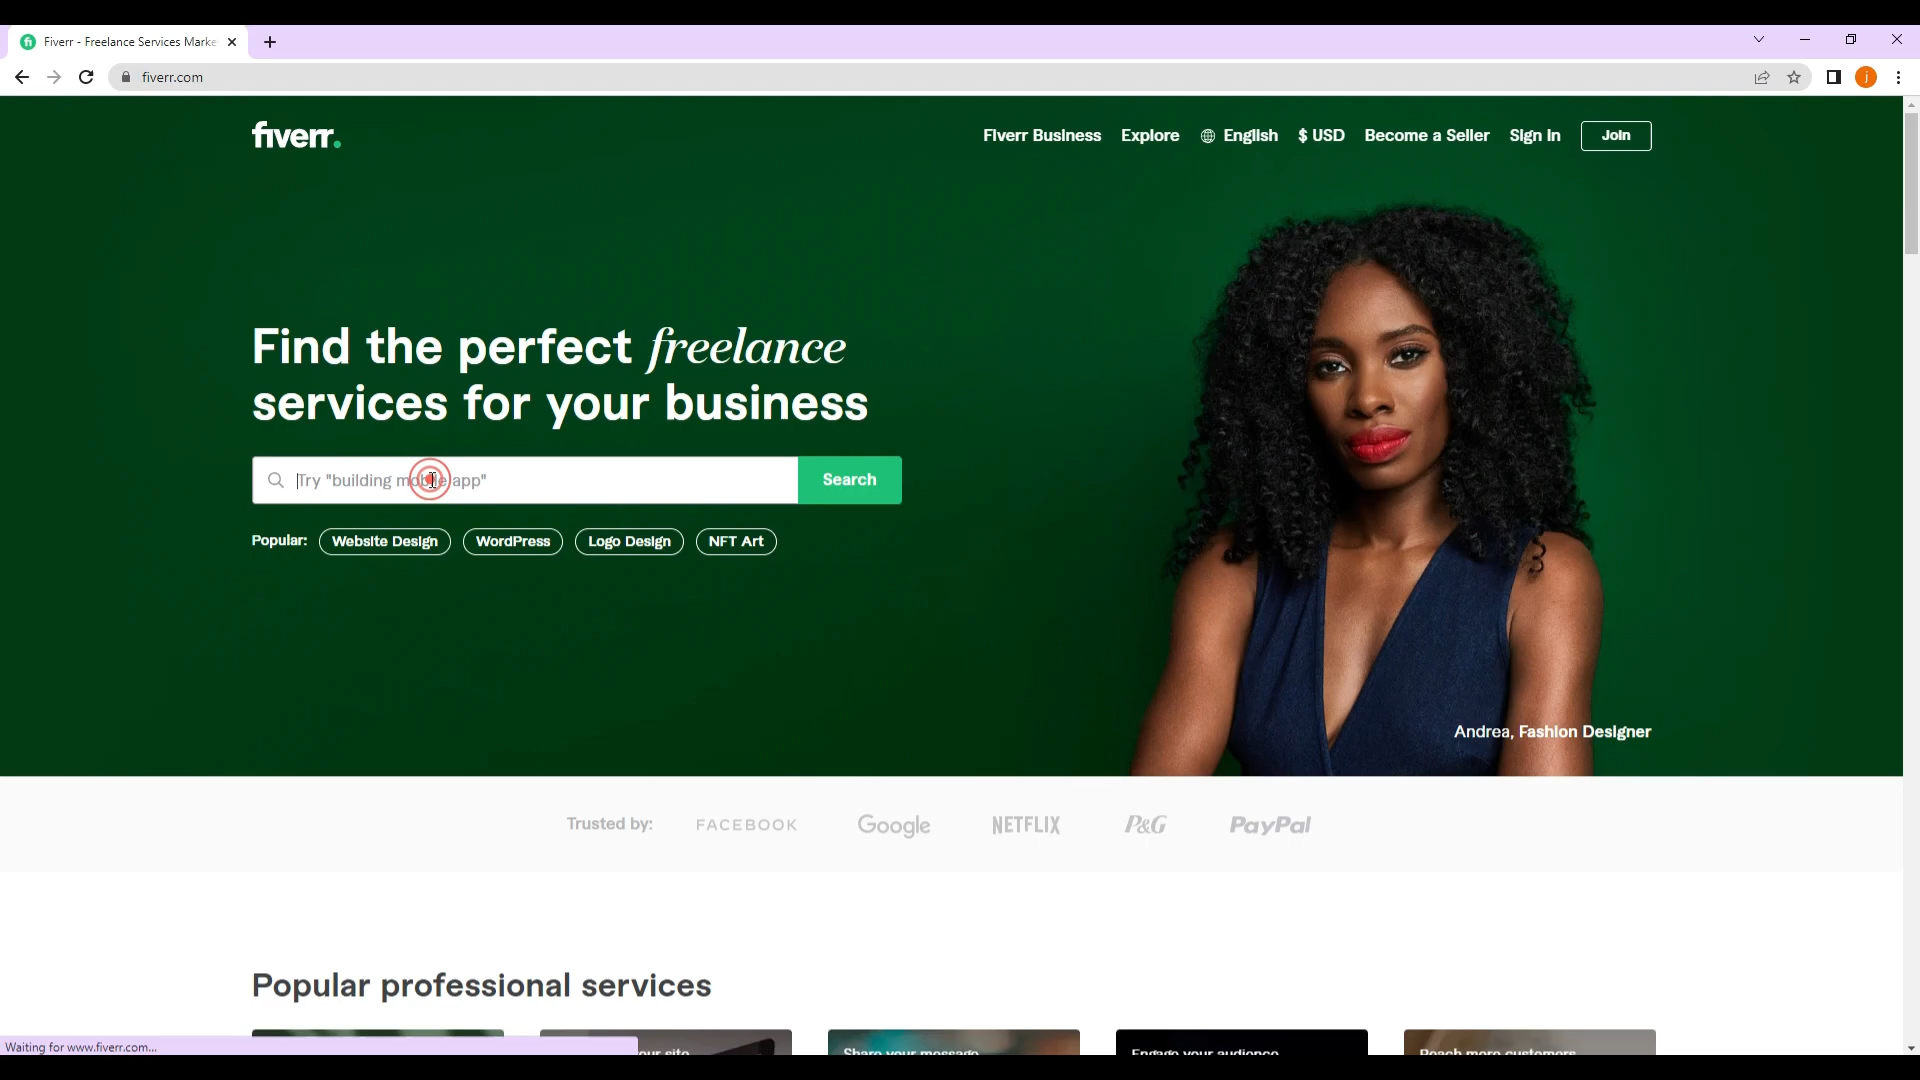 Fiverr - Freelance Services Marke
fiverr.com
j
fiverr.
Fiverr Business Explore English $ USD Become a Seller Sign In Join
Find the perfect freelance
services for your business
Try "building mobile app" Search
Popular: Website Design WordPress Logo Design NFT Art
Andrea, Fashion Designer
Trusted by: FACEBOOK Google NETFLIX P&G PayPal
Popular professional services
our site Share your message Engage your audience Reach more customers
Waiting for www.fiverr.com...